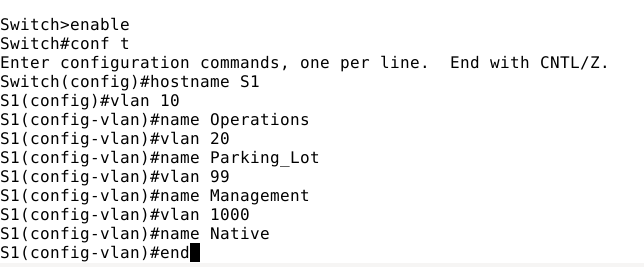 Switch>enable
Switch#conf t
Enter configuration commands, one per line.  End with CNTL/Z.
Switch(config)#hostname S1
S1(config)#vlan 10
S1(config-vlan)#name Operations
S1(config-vlan)#vlan 20
S1(config-vlan)#name Parking_Lot
S1(config-vlan)#vlan 99
S1(config-vlan)#name Management
S1(config-vlan)#vlan 1000
S1(config-vlan)#name Native
S1(config-vlan)#end